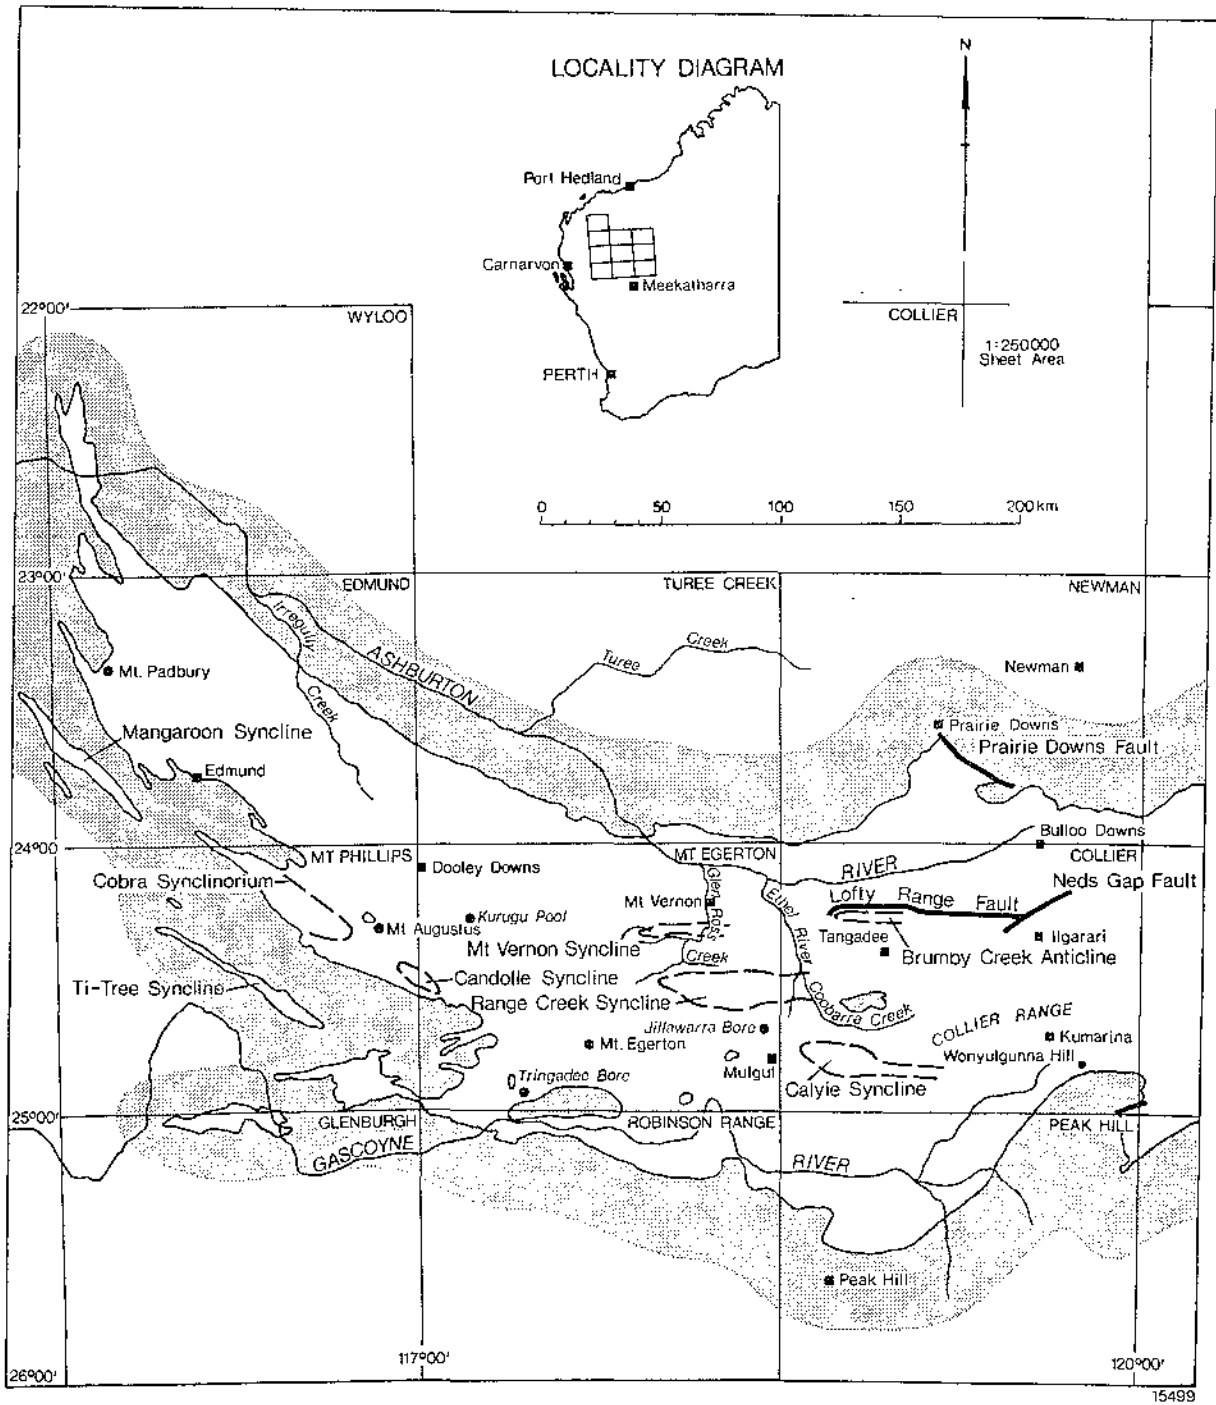 N
LOCALITY DIAGRAM
Port Hedland
Carnarvon
Meekatharra
PERTH
22°00'
WYLOO
COLLIER
1:250000
Sheet Area
0 50 100 150 200 km
23°00'
EDMUND
TUREE CREEK
NEWMAN
Irregully
Creek
ASHBURTON
Turee
Creek
Mt. Padbury
Newman
Mangaroon Syncline
Prairie Downs
Prairie Downs Fault
Edmund
24°00
MT PHILLIPS
MT EGERTON
RIVER
Bulloo Downs
COLLIER
Dooley Downs
Neds Gap Fault
Cobra Synclinorium
Glen
Ross
Creek
Ethel
River
Lofty Range Fault
Mt Vernon
Kurugu Pool
Mt Augustus
Mt Vernon Syncline
Tangadee
Ilgarari
Brumby Creek Anticline
Candolle Syncline
Ti-Tree Syncline
Range Creek Syncline
Coobarra Creek
COLLIER RANGE
Jillawarra Bore
Mt. Egerton
Kumarina
Wonyulgunna Hill
Mulgul
Tringadee Bore
Calyie Syncline
25°00'
GLENBURGH
ROBINSON RANGE
PEAK HILL
GASCOYNE
RIVER
Peak Hill
117°00'
120°00'
26°00'
15499